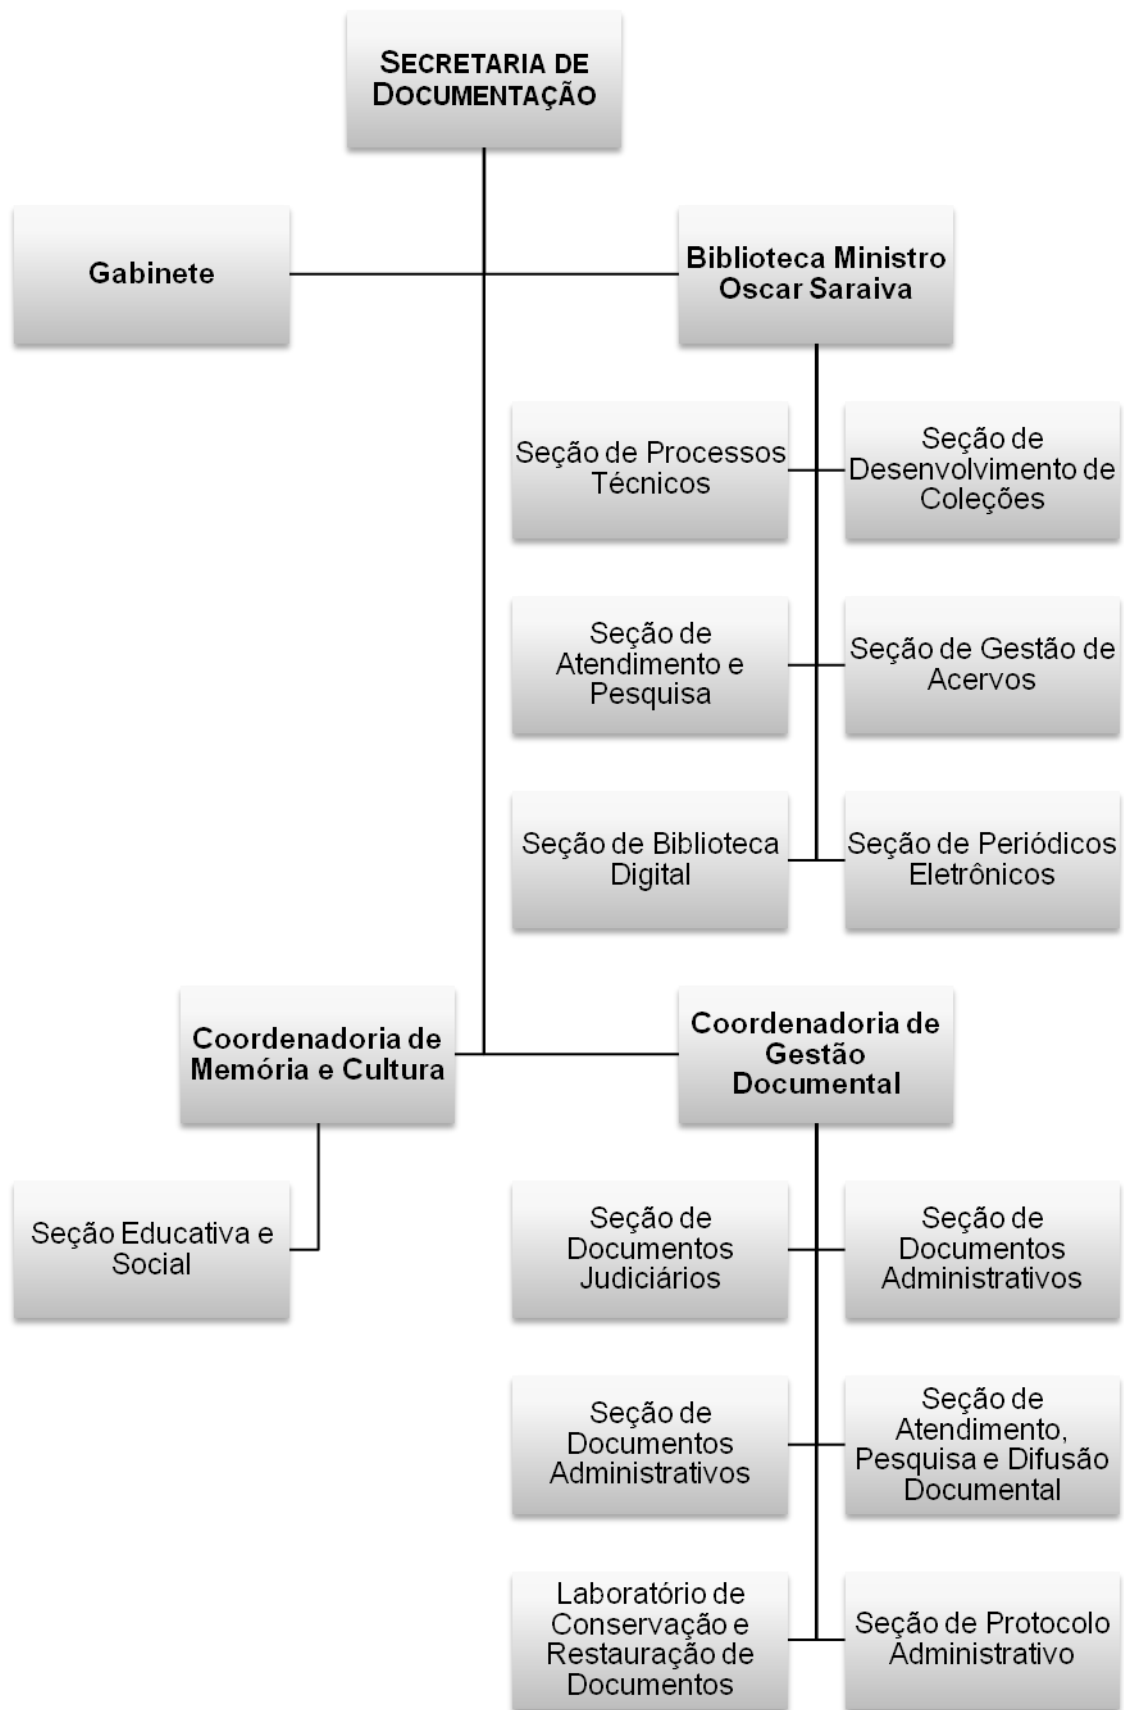 SECRETARIA DE
DOCUMENTAÇÃO
Gabinete
Biblioteca Ministro
Oscar Saraiva
Seção de Processos
Técnicos
Seção de
Desenvolvimento de
Coleções
Seção de
Atendimento e
Pesquisa
Seção de Gestão de
Acervos
Seção de Biblioteca
Digital
Seção de Periódicos
Eletrônicos
Coordenadoria de
Memória e Cultura
Coordenadoria de
Gestão
Documental
Seção Educativa e
Social
Seção de
Documentos
Judiciários
Seção de
Documentos
Administrativos
Seção de
Documentos
Administrativos
Seção de
Atendimento,
Pesquisa e Difusão
Documental
Laboratório de
Conservação e
Restauração de
Documentos
Seção de Protocolo
Administrativo